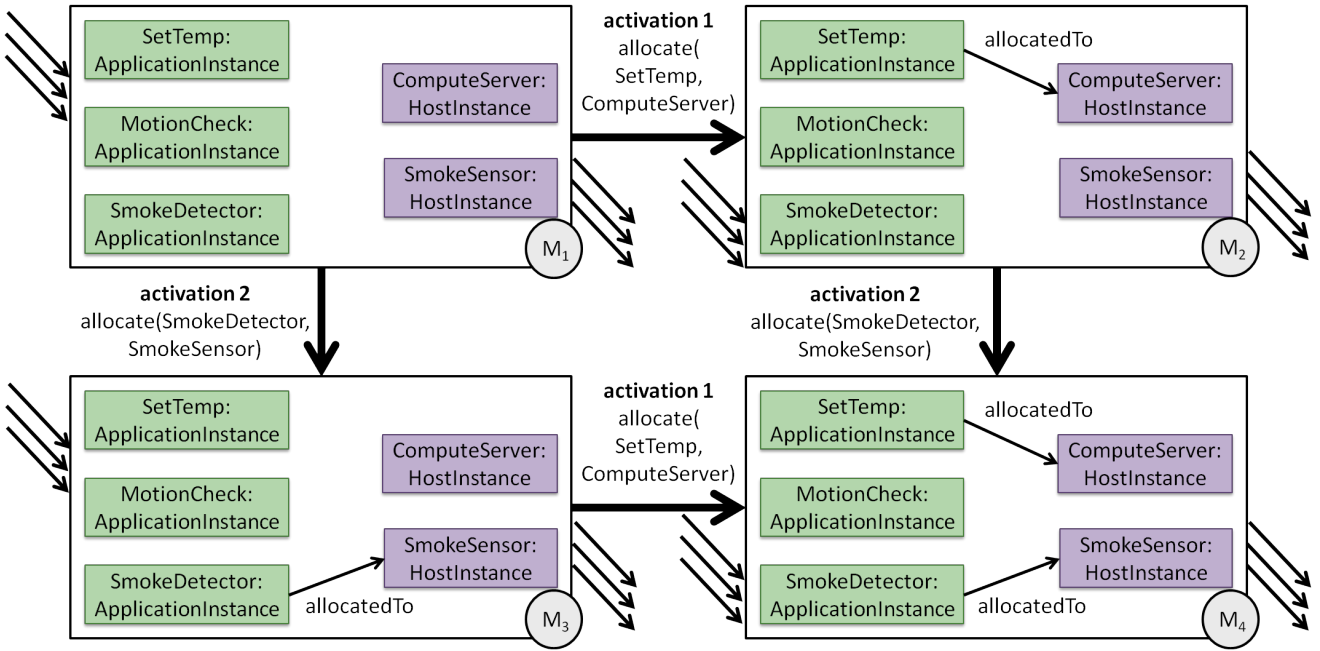 SetTemp:
ApplicationInstance
MotionCheck:
ApplicationInstance
SmokeDetector:
ApplicationInstance
ComputeServer:
HostInstance
SmokeSensor:
HostInstance
M1
activation 1
allocate(
SetTemp,
ComputeServer)
SetTemp:
ApplicationInstance
allocatedTo
MotionCheck:
ApplicationInstance
SmokeDetector:
ApplicationInstance
ComputeServer:
HostInstance
SmokeSensor:
HostInstance
M2
activation 2
allocate(SmokeDetector,
SmokeSensor)
activation 2
allocate(SmokeDetector,
SmokeSensor)
SetTemp:
ApplicationInstance
MotionCheck:
ApplicationInstance
SmokeDetector:
ApplicationInstance
allocatedTo
ComputeServer:
HostInstance
SmokeSensor:
HostInstance
M3
activation 1
allocate(
SetTemp,
ComputeServer)
SetTemp:
ApplicationInstance
allocatedTo
MotionCheck:
ApplicationInstance
SmokeDetector:
ApplicationInstance
allocatedTo
ComputeServer:
HostInstance
SmokeSensor:
HostInstance
M4